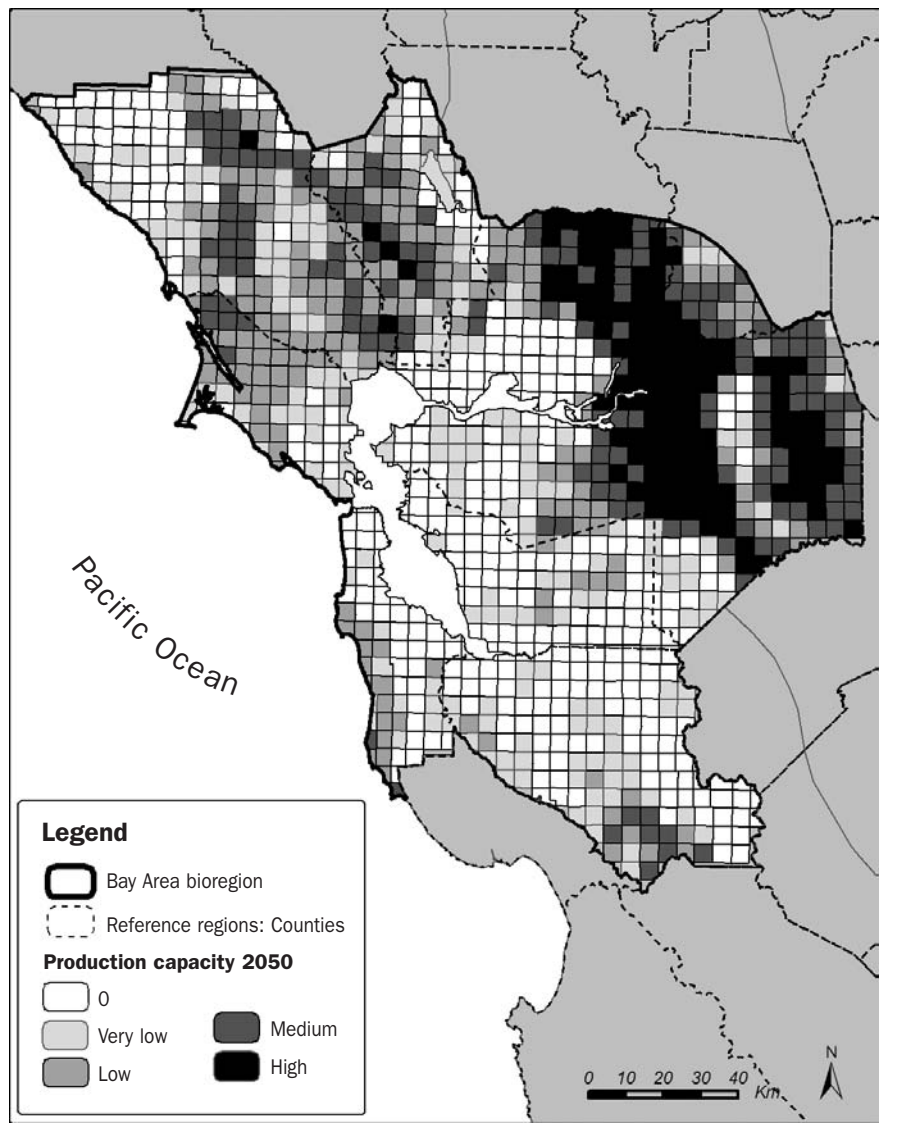 Pacific Ocean
Legend
Bay Area bioregion
Reference regions: Counties
Production capacity 2050
0
Very low
Low
Medium
High
0 10 20 30 40
Km
N